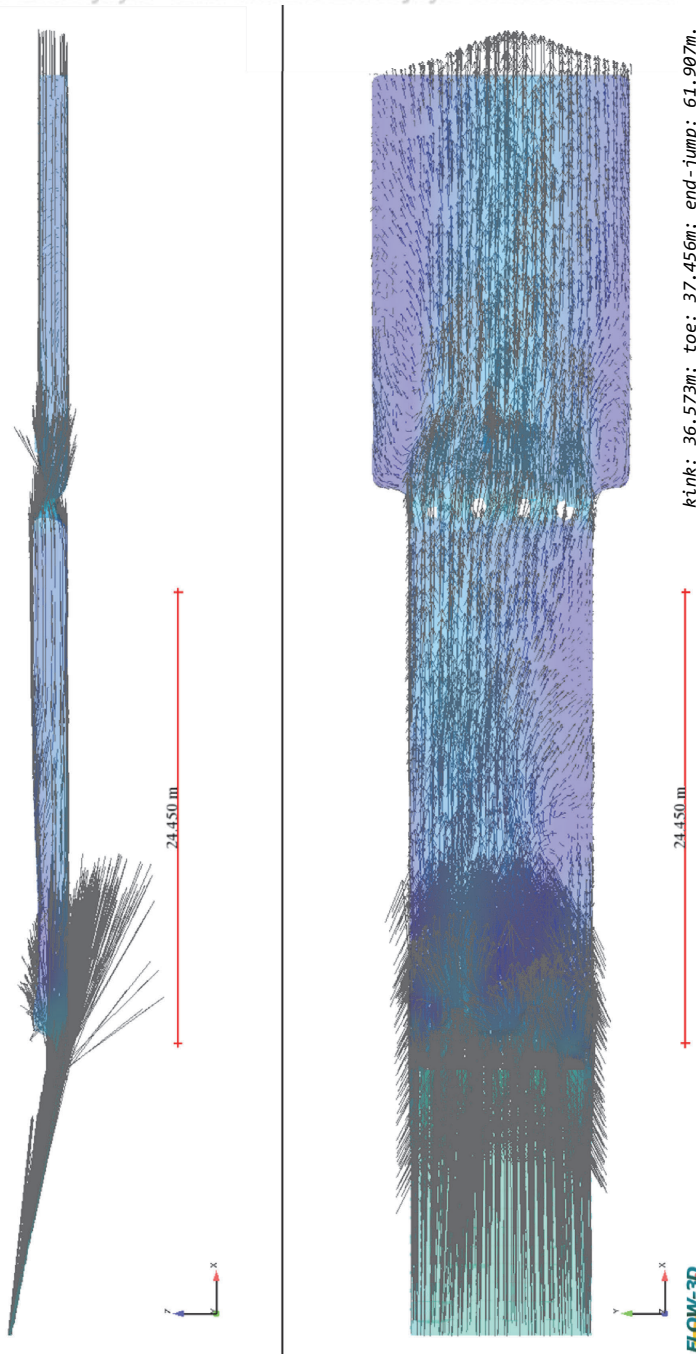 24.450 m
Z
X
24.450 m
Y
X
kink: 36.573m; toe: 37.456m; end-jump: 61.907m.
FLOW-3D